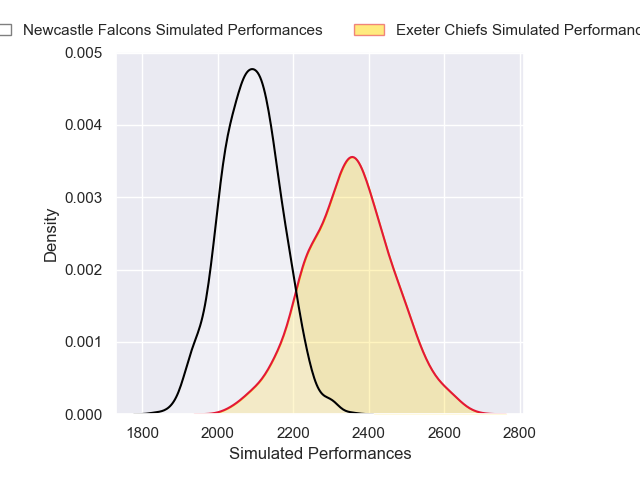 Newcastle Falcons Simulated Performances
Exeter Chiefs Simulated Performanc
0.005
0.004
0.003
0.002
0.001
0.000
Density
1800 2000 2200 2400 2600 2800
Simulated Performances